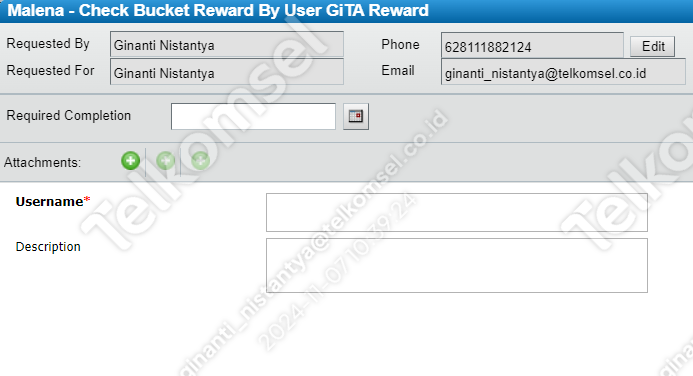 Malena - Check Bucket Reward By User GiTA Reward
Requested By Ginanti Nistantya Phone 628111882124 Edit
Requested For Ginanti Nistantya Email ginanti_nistantya@telkomsel.co.id
Required Completion
Attachments:
Username*
Description
Telkomsel
ginanti_nistantya@telkomsel.co.id
2024-11-07 10:39:24
Telkomsel
ginanti_nistantya